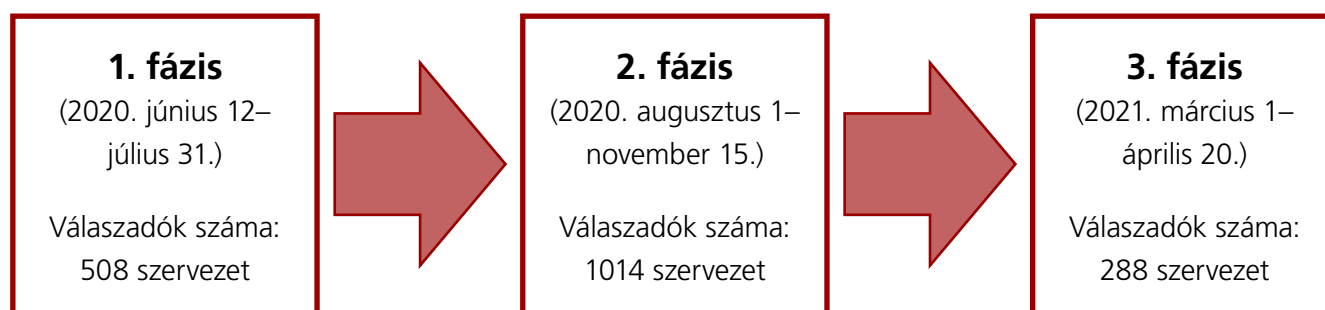 1. fázis
(2020. június 12–
július 31.)
Válaszadók száma:
508 szervezet
2. fázis
(2020. augusztus 1–
november 15.)
Válaszadók száma:
1014 szervezet
3. fázis
(2021. március 1–
április 20.)
Válaszadók száma:
288 szervezet